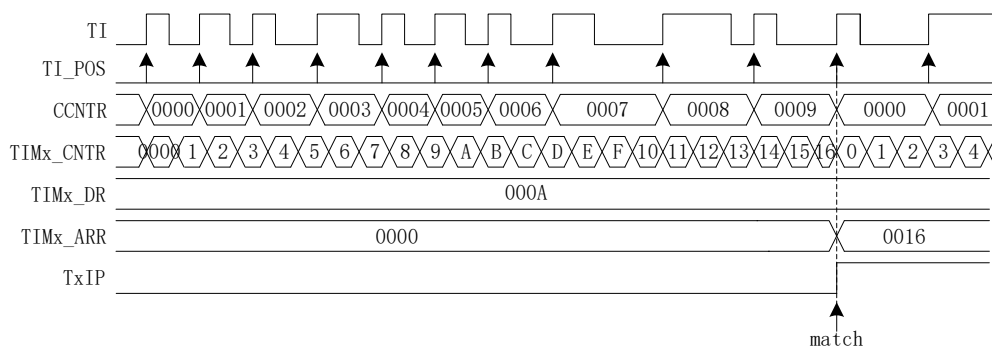 TI
TI_POS
CCNTR 0000 0001 0002 0003 0004 0005 0006 0007 0008 0009 0000 0001
TIMx_CNTR 0000 1 2 3 4 5 6 7 8 9 A B C D E F 10 11 12 13 14 15 16 0 1 2 3 4
TIMx_DR 000A
TIMx_ARR 0000 0016
TxIP
match